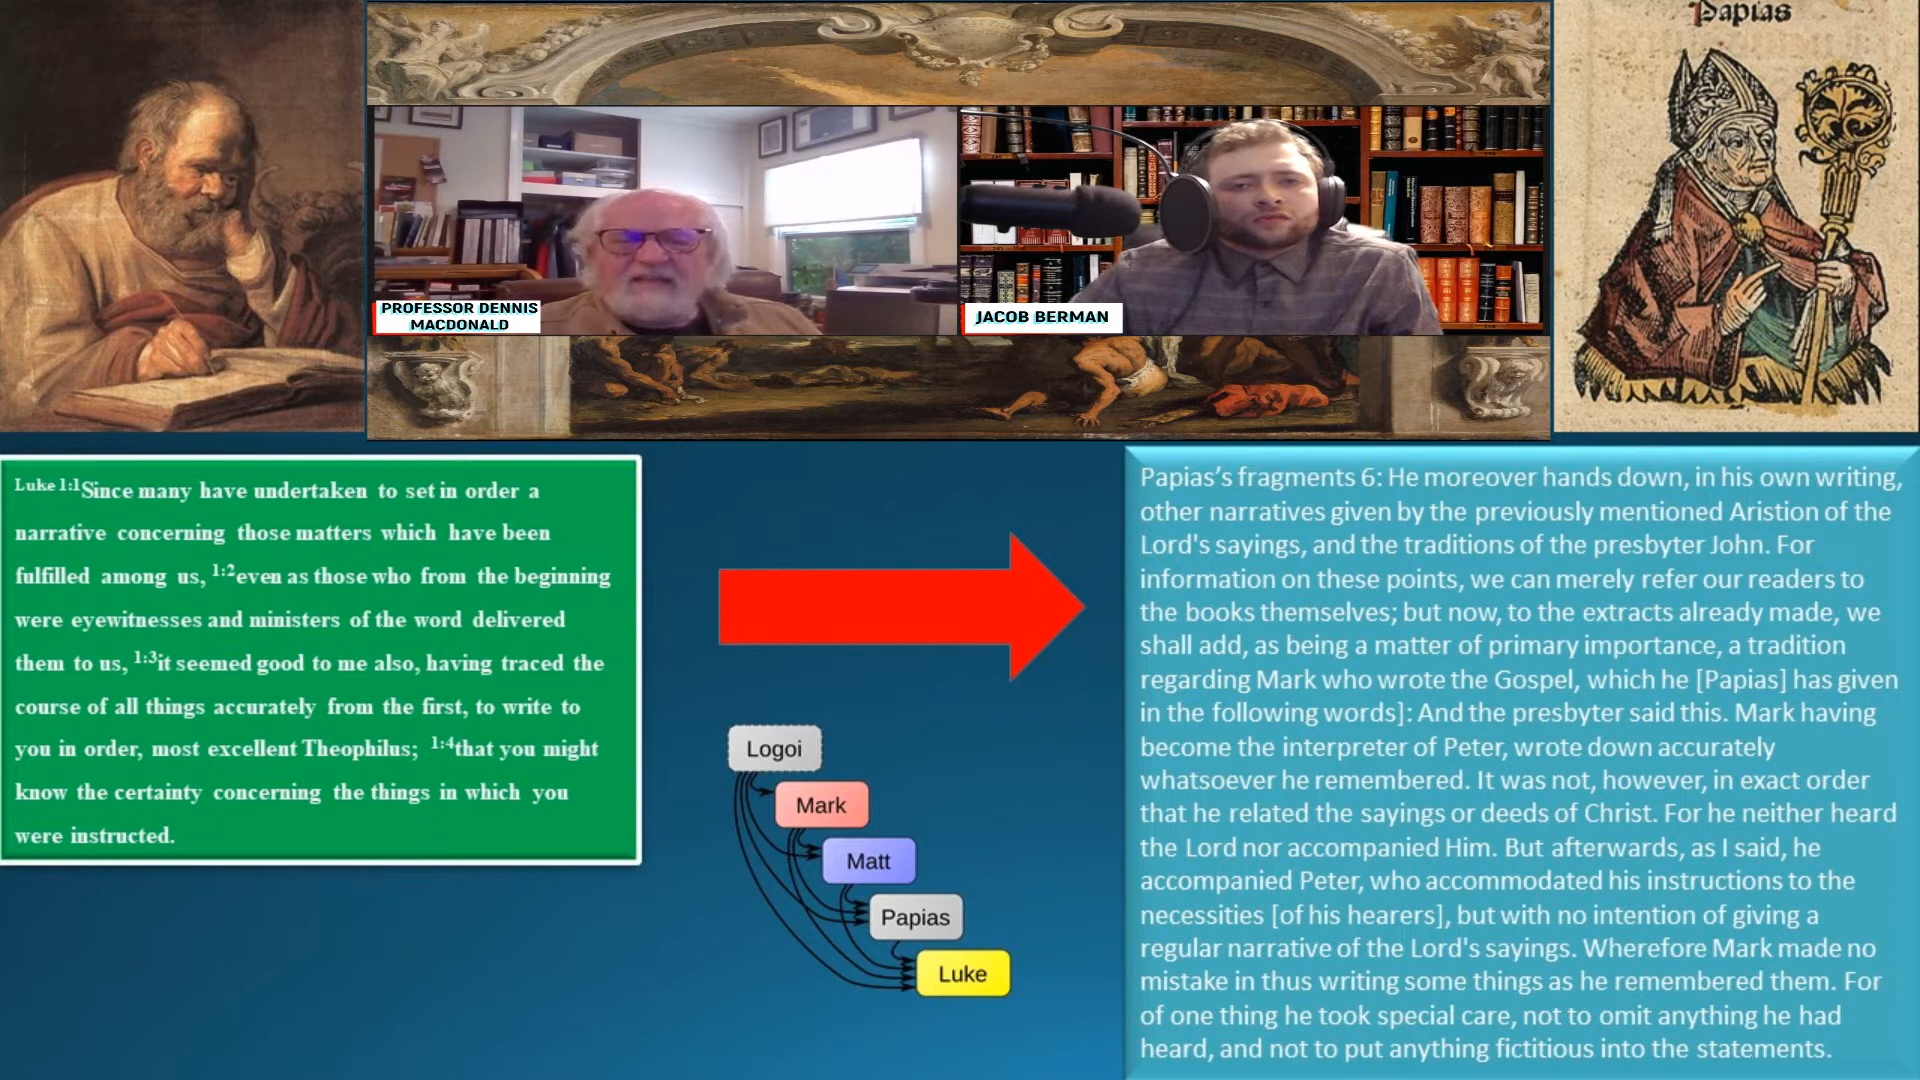 Papias
PROFESSOR DENNIS
MACDONALD
JACOB BERMAN
Luke 1:1Since many have undertaken to set in order a
narrative concerning those matters which have been
fulfilled among us, 1:2even as those who from the beginning
were eyewitnesses and ministers of the word delivered
them to us, 1:3it seemed good to me also, having traced the
course of all things accurately from the first, to write to
you in order, most excellent Theophilus; 1:4that you might
know the certainty concerning the things in which you
were instructed.
Logoi
Mark
Matt
Papias
Luke
Papias’s fragments 6: He moreover hands down, in his own writing,
other narratives given by the previously mentioned Aristion of the
Lord's sayings, and the traditions of the presbyter John. For
information on these points, we can merely refer our readers to
the books themselves; but now, to the extracts already made, we
shall add, as being a matter of primary importance, a tradition
regarding Mark who wrote the Gospel, which he [Papias] has given
in the following words]: And the presbyter said this. Mark having
become the interpreter of Peter, wrote down accurately
whatsoever he remembered. It was not, however, in exact order
that he related the sayings or deeds of Christ. For he neither heard
the Lord nor accompanied Him. But afterwards, as I said, he
accompanied Peter, who accommodated his instructions to the
necessities [of his hearers], but with no intention of giving a
regular narrative of the Lord's sayings. Wherefore Mark made no
mistake in thus writing some things as he remembered them. For
of one thing he took special care, not to omit anything he had
heard, and not to put anything fictitious into the statements.